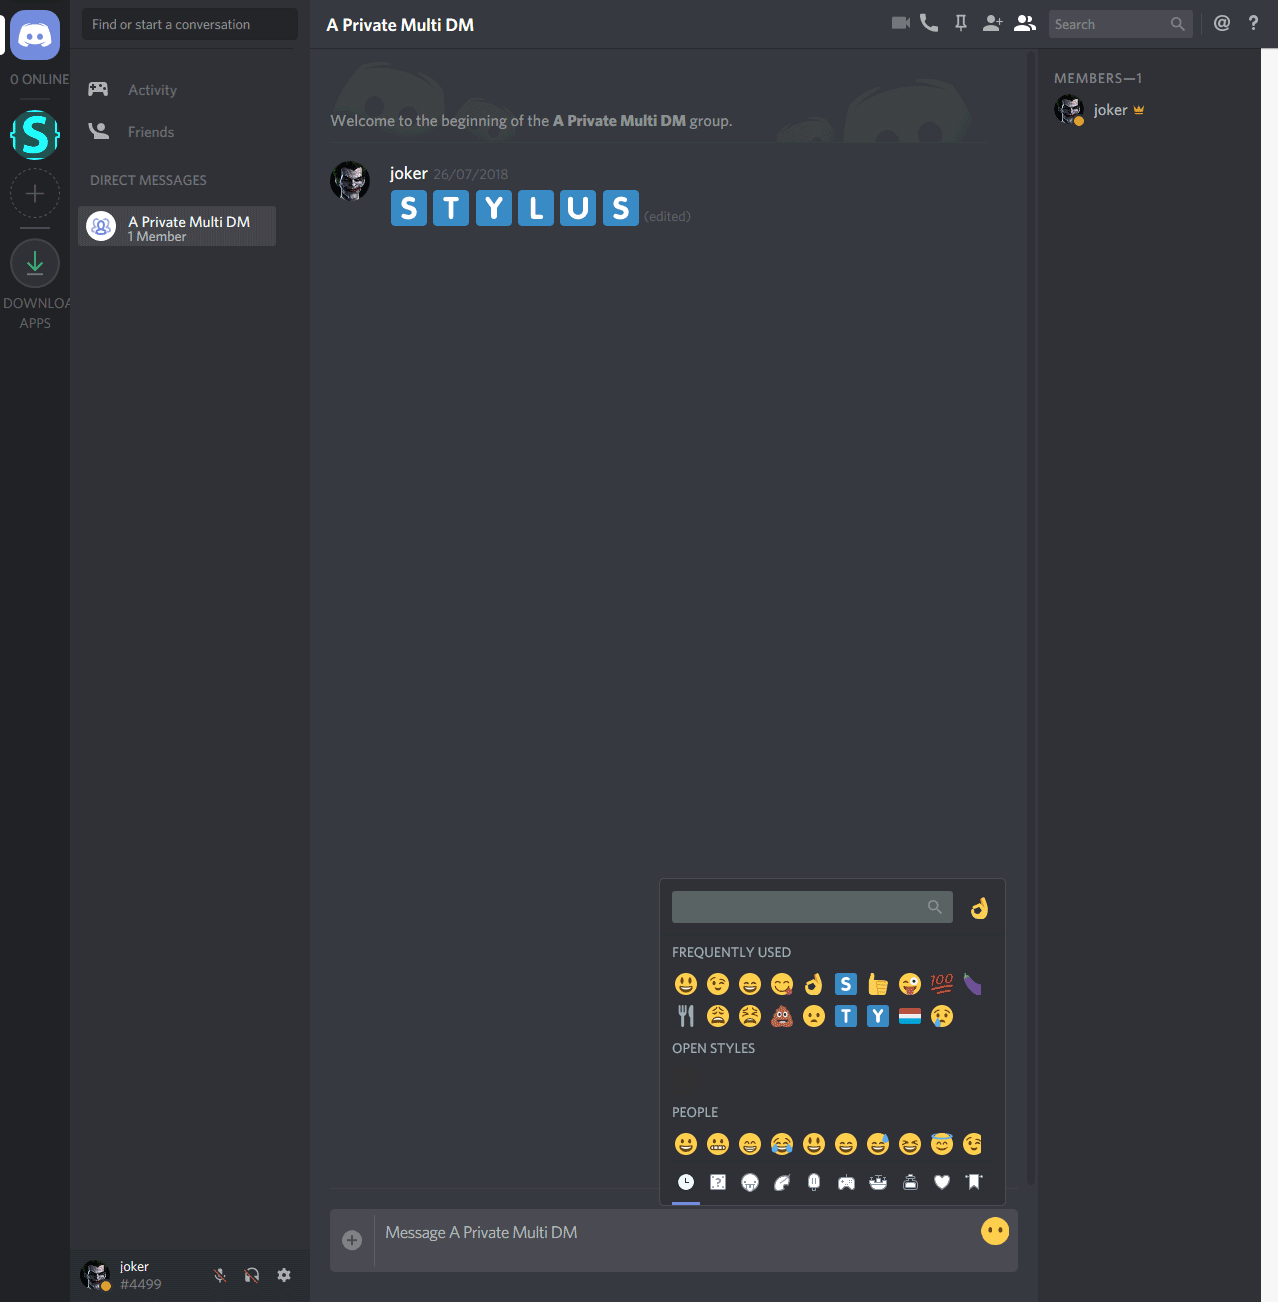 Find or start a conversation
A Private Multi DM
Search
@
?
0 ONLINE
S
DOWNLOA
APPS
Activity
Friends
DIRECT MESSAGES
A Private Multi DM
1 Member
Welcome to the beginning of the A Private Multi DM group.
joker 26/07/2018
S T Y L U S (edited)
MEMBERS—1
joker
FREQUENTLY USED
S
100
T Y
OPEN STYLES
PEOPLE
?
Message A Private Multi DM
joker
#4499